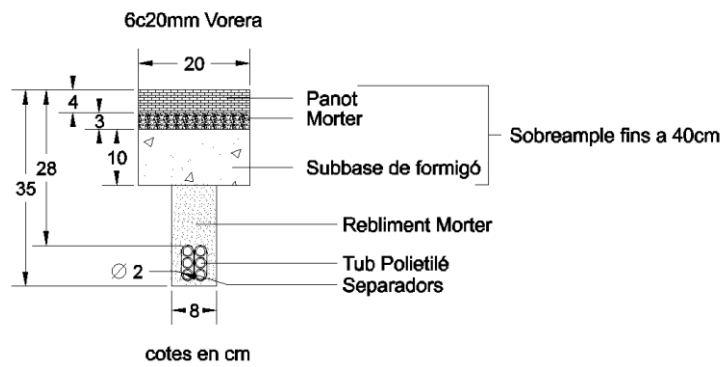 6c20mm Vorera
20
4
3
10
28
35
Panot
Morter
Subbase de formigó
Sobreample fins a 40cm
Rebliment Morter
Tub Polietilé
Separadors
∅ 2
8
cotes en cm